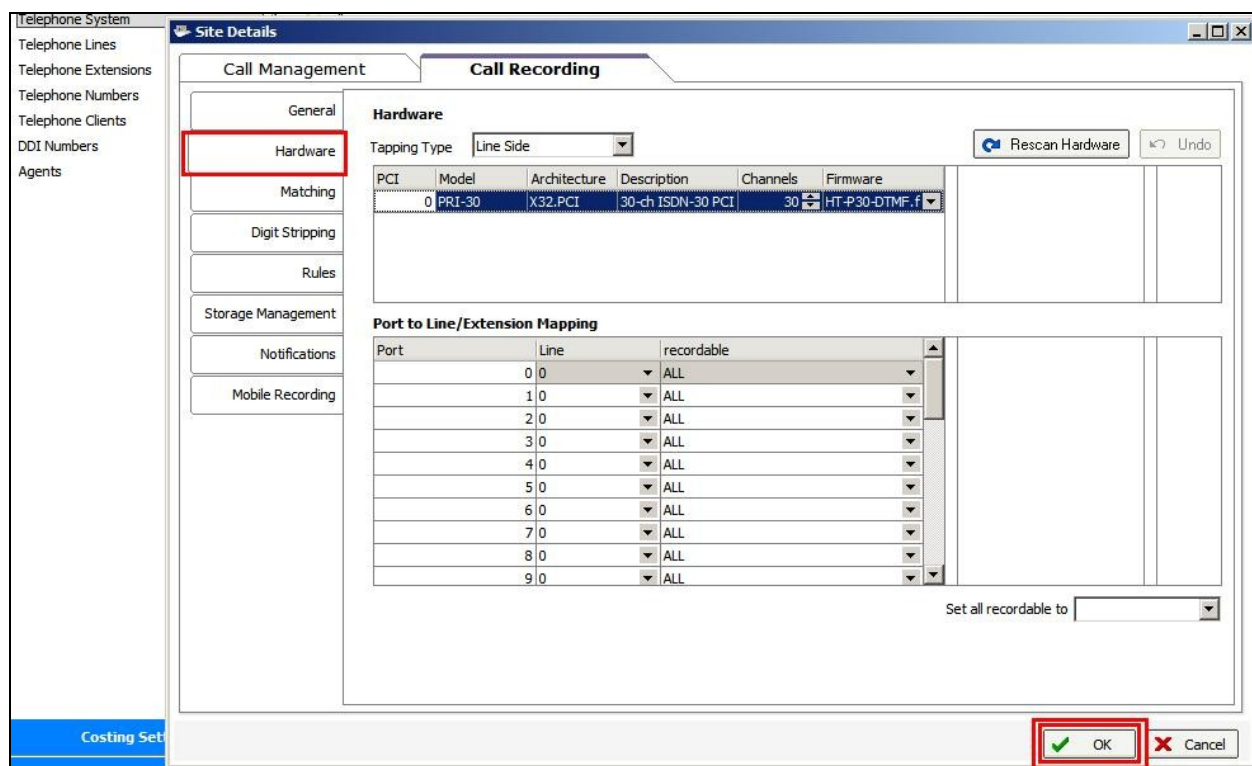 Telephone System
Telephone Lines
Telephone Extensions
Telephone Numbers
Telephone Clients
DDI Numbers
Agents
Costing Set
Site Details
Call Management Call Recording
General
Hardware
Matching
Digit Stripping
Rules
Storage Management
Notifications
Mobile Recording
Hardware
Tapping Type Line Side Rescan Hardware Undo
PCI Model Architecture Description Channels Firmware
0 PRI-30 X32.PCI 30-ch ISDN-30 PCI 30 HT-P30-DTMF.f
Port to Line/Extension Mapping
Port Line recordable
0 0 ALL
1 0 ALL
2 0 ALL
3 0 ALL
4 0 ALL
5 0 ALL
6 0 ALL
7 0 ALL
8 0 ALL
9 0 ALL
Set all recordable to
OK Cancel